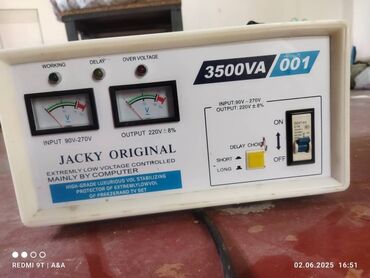 3500VA 001
WORKING DELAY OVER VOLTAGE
INPUT:90V - 270V
OUTPUT: 220V ± 8%
V V
INPUT 90V-270V OUTPUT 220V± 8%
ON
OFF
DELAY CHOICE
SHORT
LONG
JACKY ORIGINAL
EXTREMLY LOW VOLTAGE CONTROLLED
MAINLY BY COMPUTER
HIGH-GRADE LUXURIOUS VOL STABILIZING
PROTECTOR OF EXTREMLYLOWVOL
OF FREEZERAND TV SET
REDMI 9T | A&A
02.06.2025 16:51